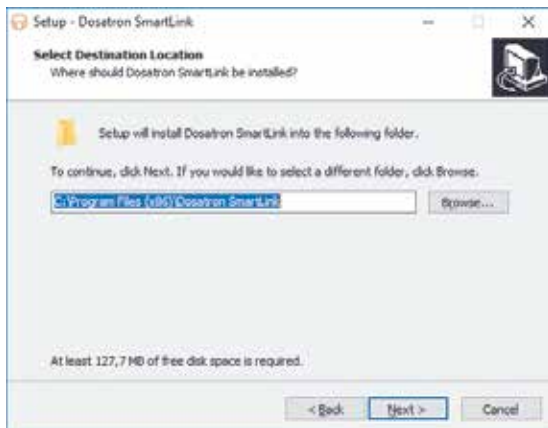 Setup - Dosatron SmartLink
Select Destination Location
Where should Dosatron SmartLink be installed?
Setup will install Dosatron SmartLink into the following folder.
To continue, click Next. If you would like to select a different folder, click Browse.
C:\Program Files (x86)\Dosatron SmartLink
Browse...
At least 127,7 MB of free disk space is required.
< Back
Next >
Cancel